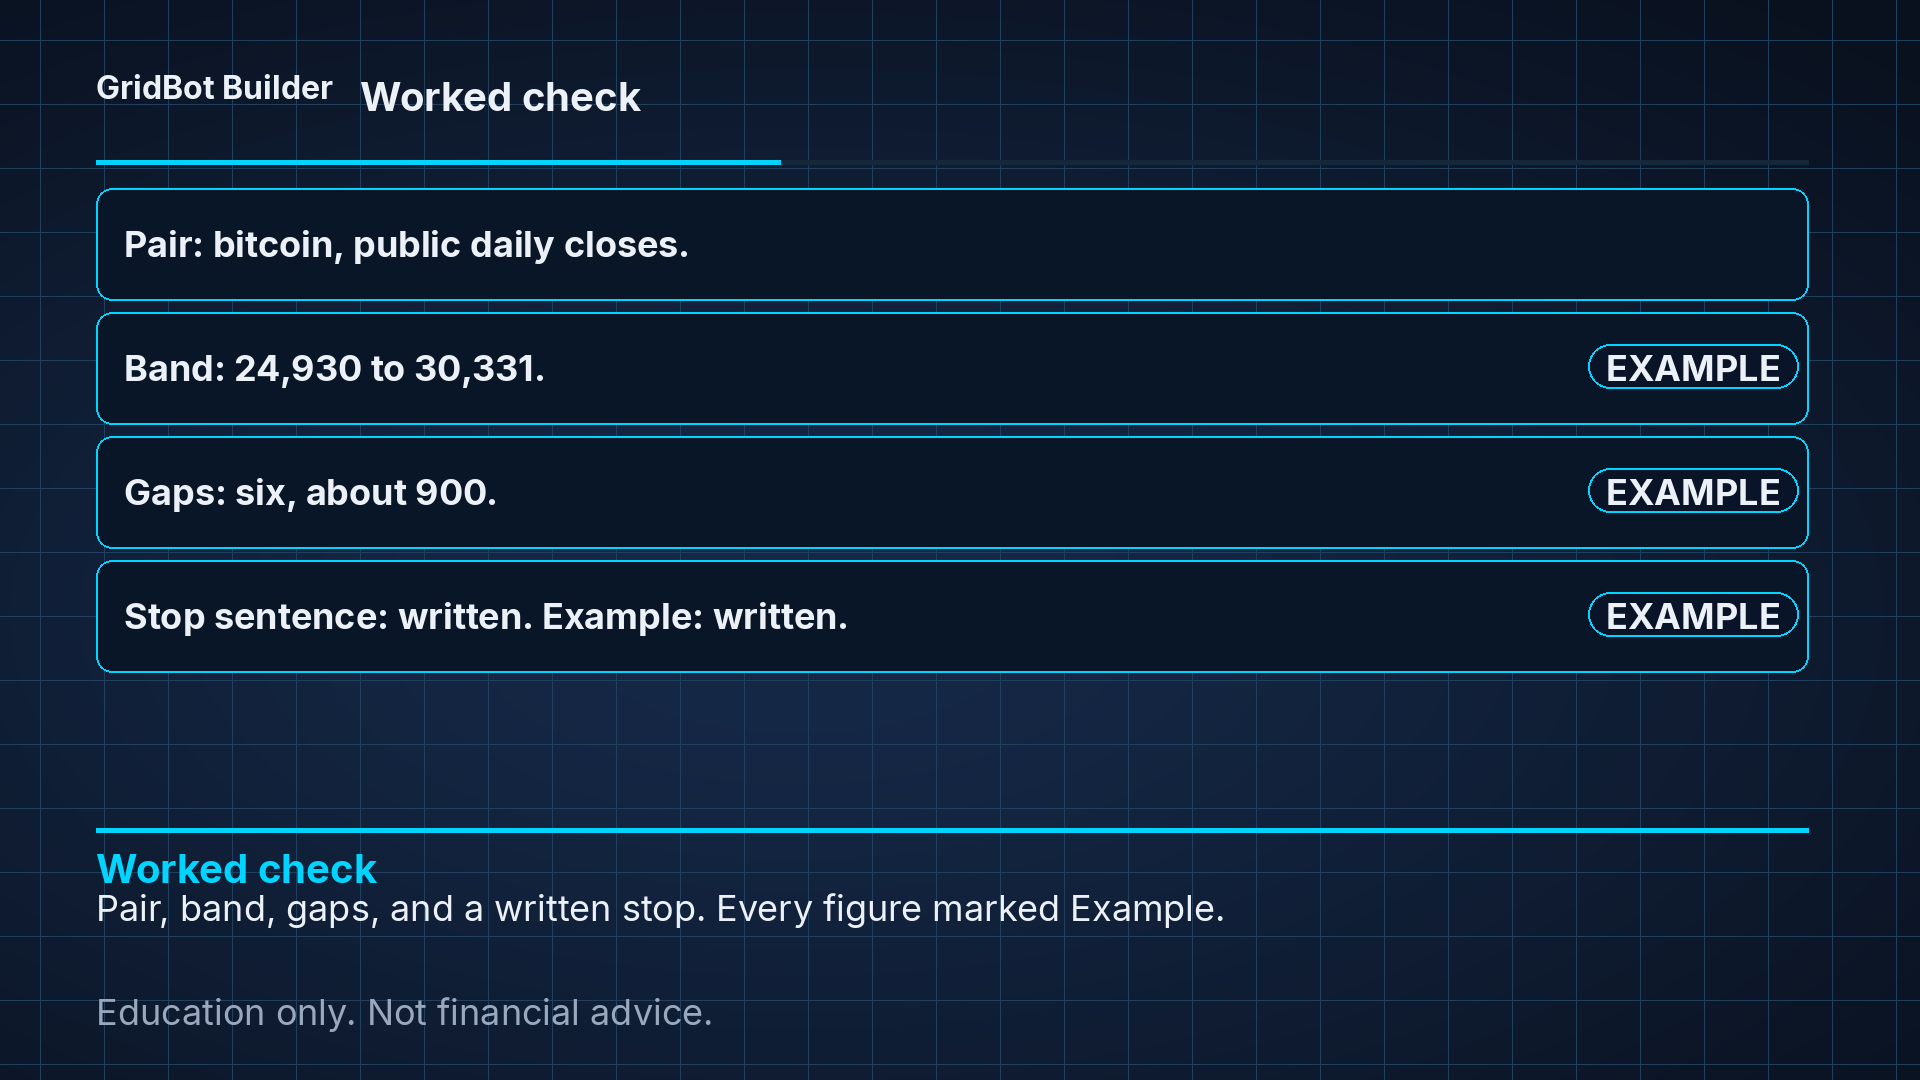 GridBot Builder
Worked check
Pair: bitcoin, public daily closes.
Band: 24,930 to 30,331.
EXAMPLE
Gaps: six, about 900.
EXAMPLE
Stop sentence: written. Example: written.
EXAMPLE
Worked check
Pair, band, gaps, and a written stop. Every figure marked Example.
Education only. Not financial advice.